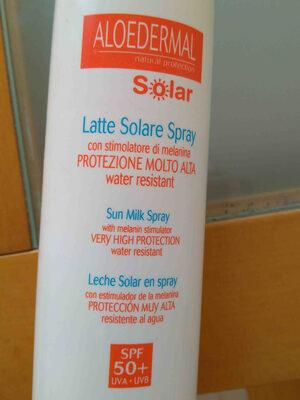 ALOEDERMAL
natural protection
Solar
Latte Solare Spray
con stimolatore di melanina
PROTEZIONE MOLTO ALTA
water resistant
Sun Milk Spray
with melanin stimulator
VERY HIGH PROTECTION
water resistant
Leche Solar en spray
con estimulador de la melanina
PROTECCIÓN MUY ALTA
resistente al agua
SPF
50+
UVA - UVB